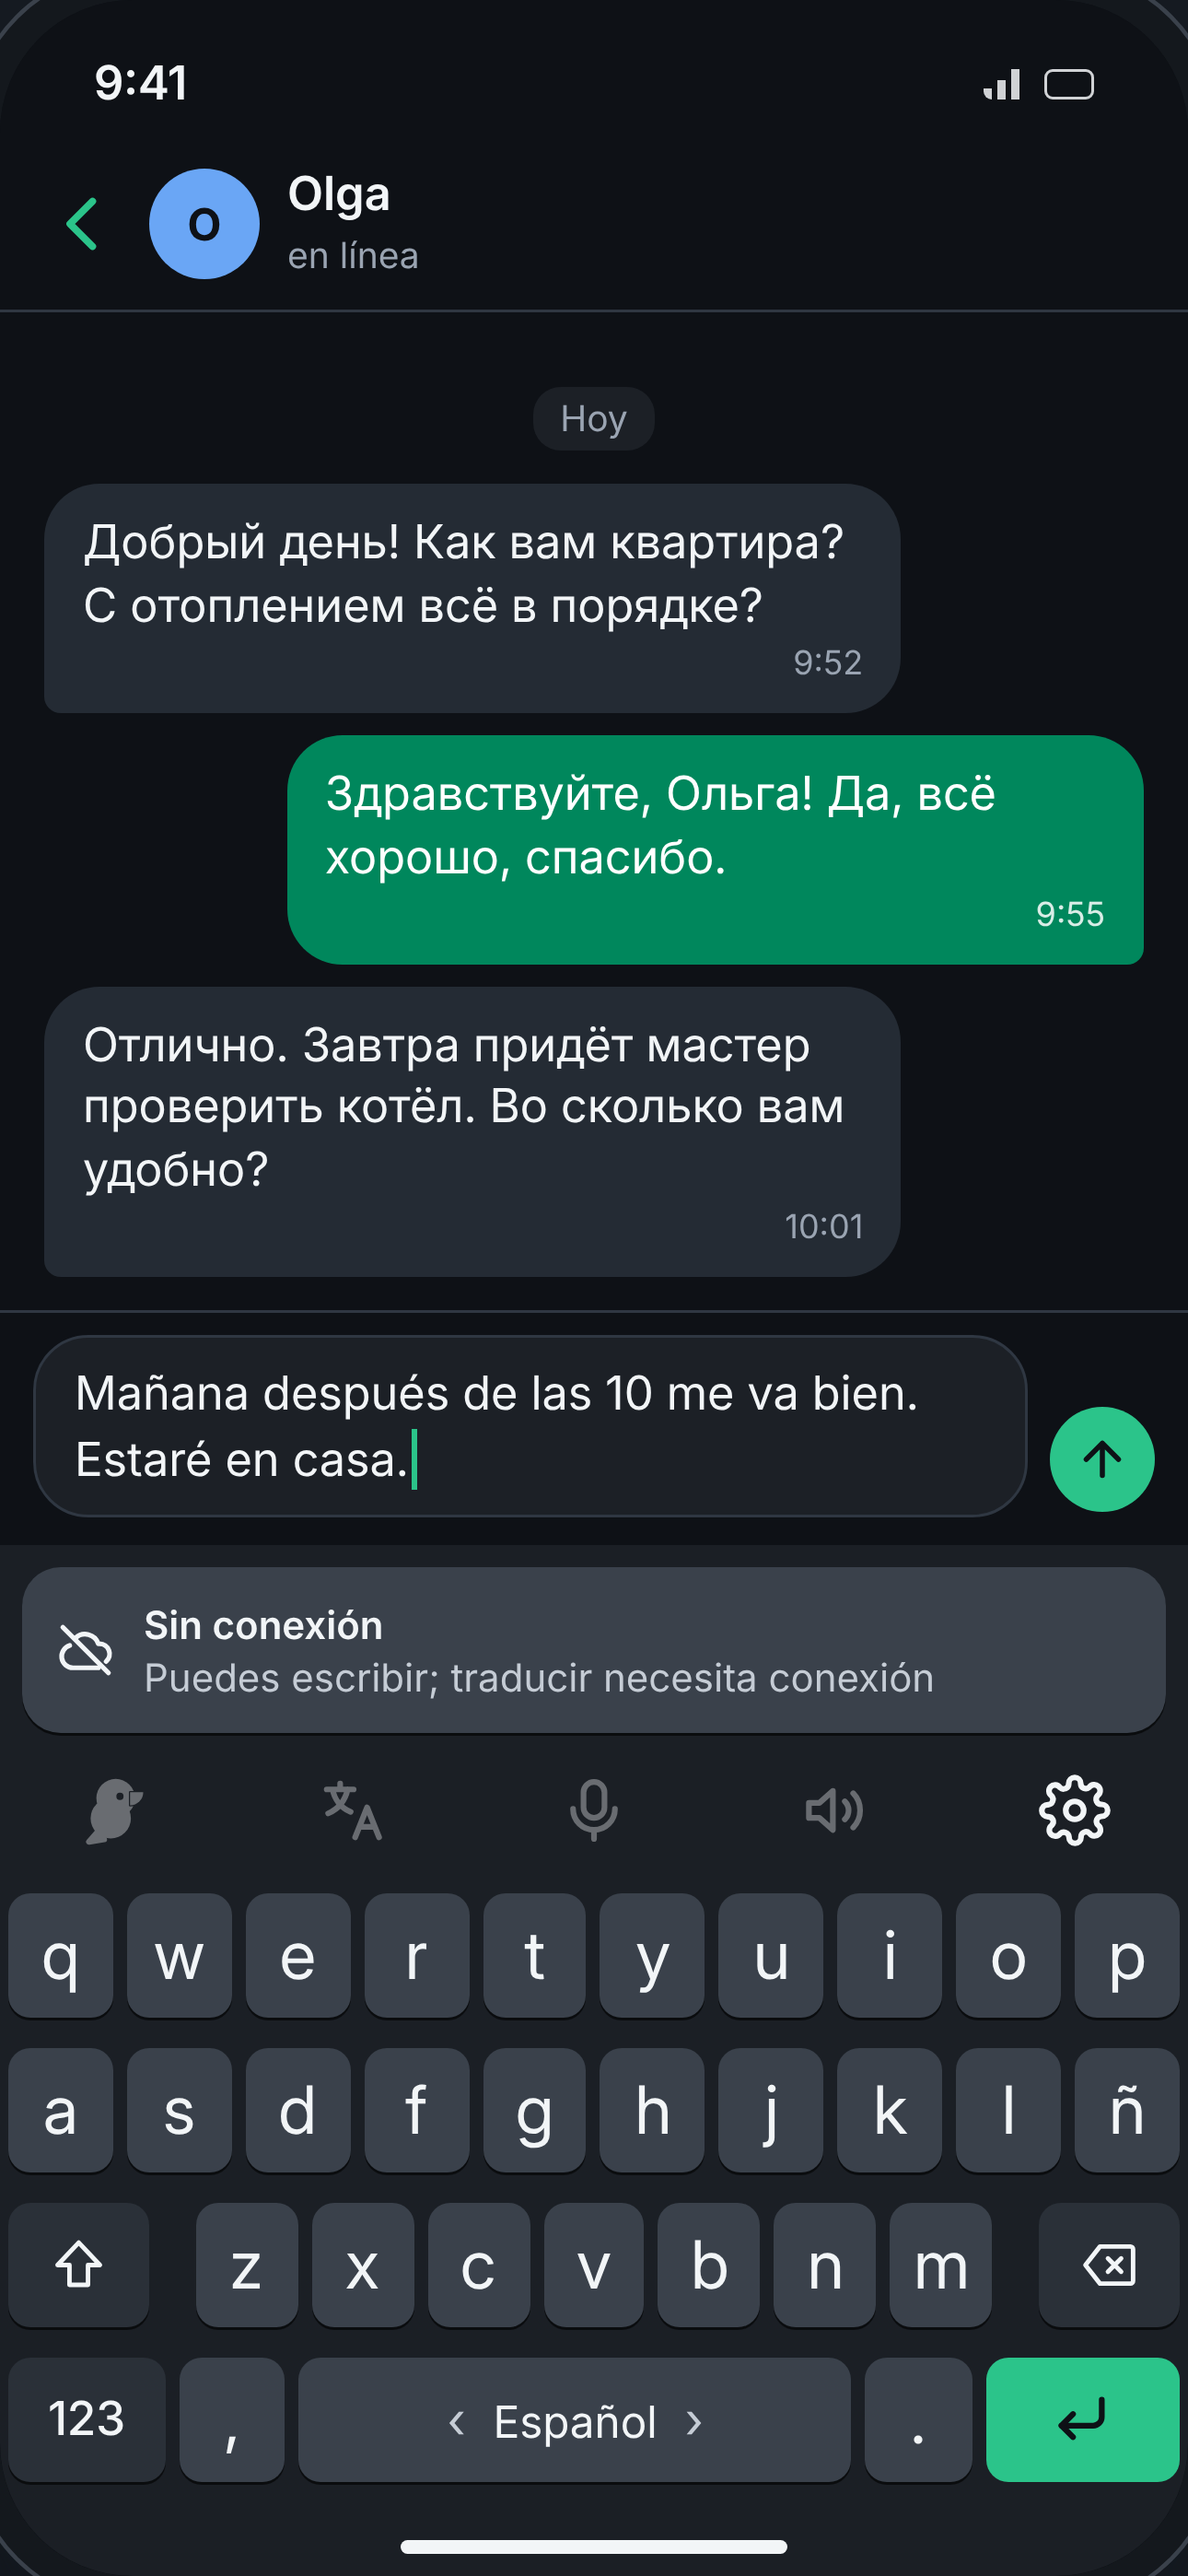 9:41
O
Olga
en línea
Hoy
Добрый день! Как вам квартира?
С отоплением всё в порядке?
9:52
Здравствуйте, Ольга! Да, всё
хорошо, спасибо.
9:55
Отлично. Завтра придёт мастер
проверить котёл. Во сколько вам
удобно?
10:01
Mañana después de las 10 me va bien.
Estaré en casa.
Sin conexión
Puedes escribir; traducir necesita conexión
q w e r t y u i o p
a s d f g h j k l ñ
z x c v b n m
123 , ‹ Español › .